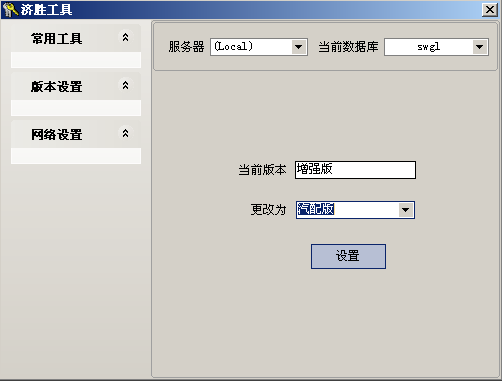 济胜工具
常用工具
版本设置
网络设置
服务器 (Local) 当前数据库 swgl
当前版本 增强版
更改为 汽配版
设置